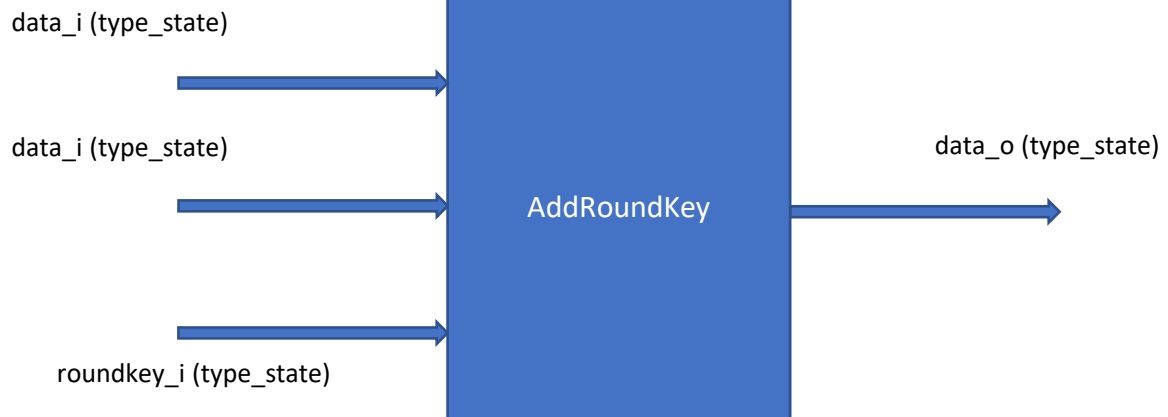 data_i (type_state)
data_i (type_state)
data_o (type_state)
AddRoundKey
roundkey_i (type_state)